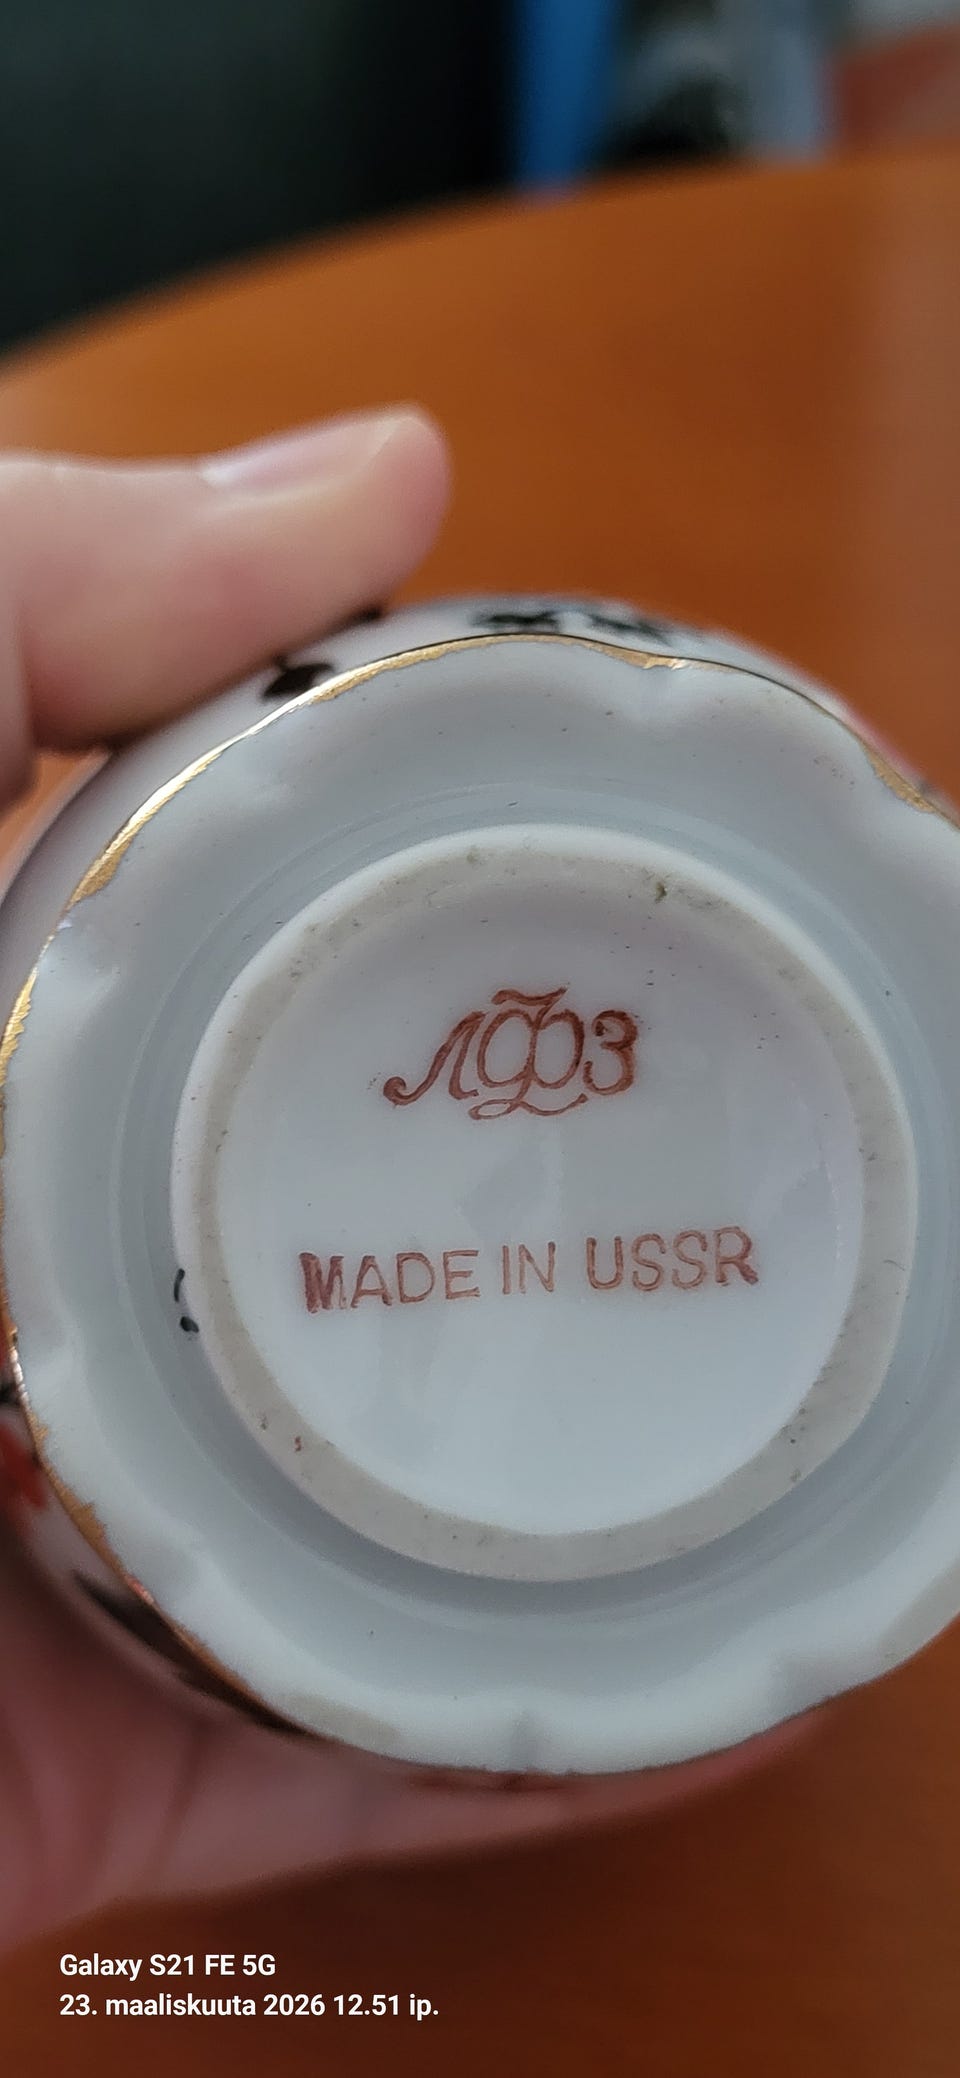 ЛФЗ
MADE IN USSR
Galaxy S21 FE 5G
23. maaliskuuta 2026 12.51 ip.